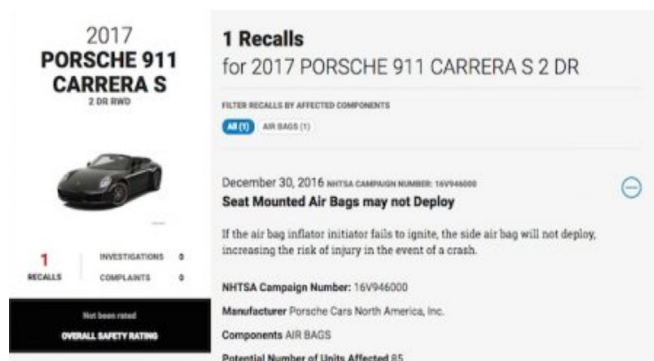 2017
PORSCHE 911
CARRERA S
2 DR RWD
1
RECALLS
INVESTIGATIONS 0
COMPLAINTS 0
Not been rated
OVERALL SAFETY RATING
1 Recalls
for 2017 PORSCHE 911 CARRERA S 2 DR
FILTER RECALLS BY AFFECTED COMPONENTS
All (1) AIR BAGS (1)
December 30, 2016 NHTSA CAMPAIGN NUMBER: 16V946000
Seat Mounted Air Bags may not Deploy
If the air bag inflator initiator fails to ignite, the side air bag will not deploy,
increasing the risk of injury in the event of a crash.
NHTSA Campaign Number: 16V946000
Manufacturer Porsche Cars North America, Inc.
Components AIR BAGS
Potential Number of Units Affected 85